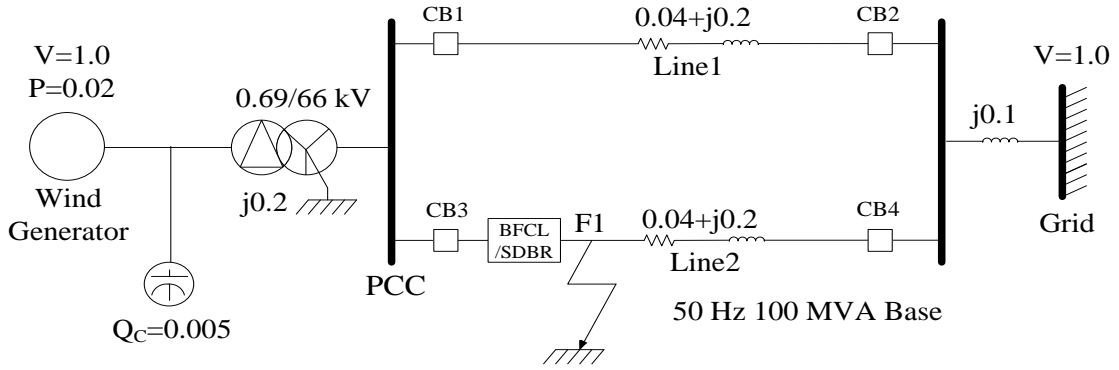 CB1
0.04+j0.2
CB2
V=1.0
P=0.02
Line1
V=1.0
0.69/66 kV
j0.1
Wind
Generator
j0.2
CB3
BFCL
/SDBR
F1
0.04+j0.2
CB4
Grid
PCC
Line2
QC=0.005
50 Hz 100 MVA Base